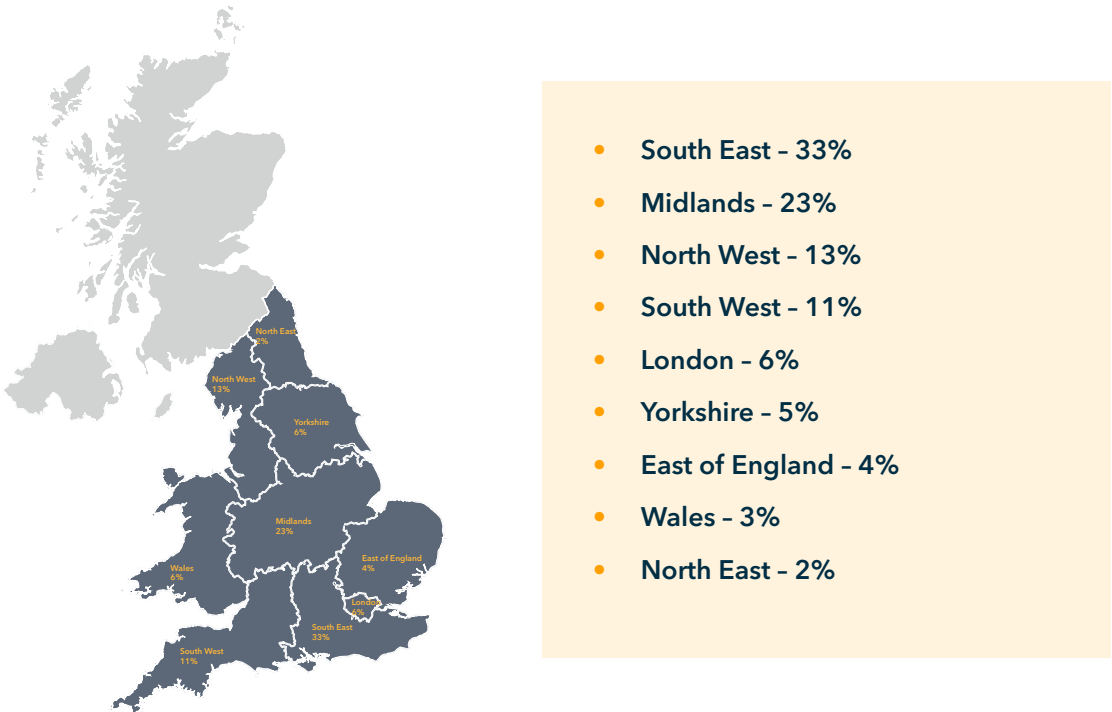 North East
2%
North West
13%
Yorkshire
6%
Midlands
23%
East of England
4%
Wales
6%
London
6%
South East
33%
South West
11%
• South East – 33%
• Midlands – 23%
• North West – 13%
• South West – 11%
• London – 6%
• Yorkshire – 5%
• East of England – 4%
• Wales – 3%
• North East – 2%